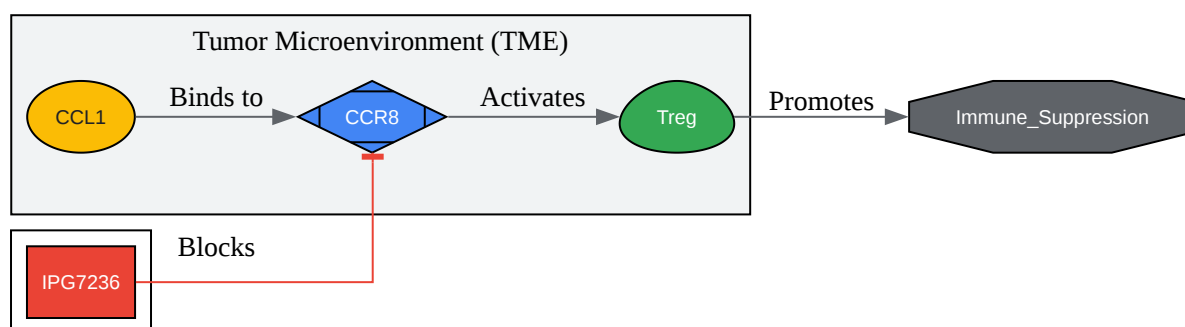 Tumor Microenvironment (TME)
CCL1
Binds to
CCR8
Activates
Treg
Promotes
Immune_Suppression
Blocks
IPG7236